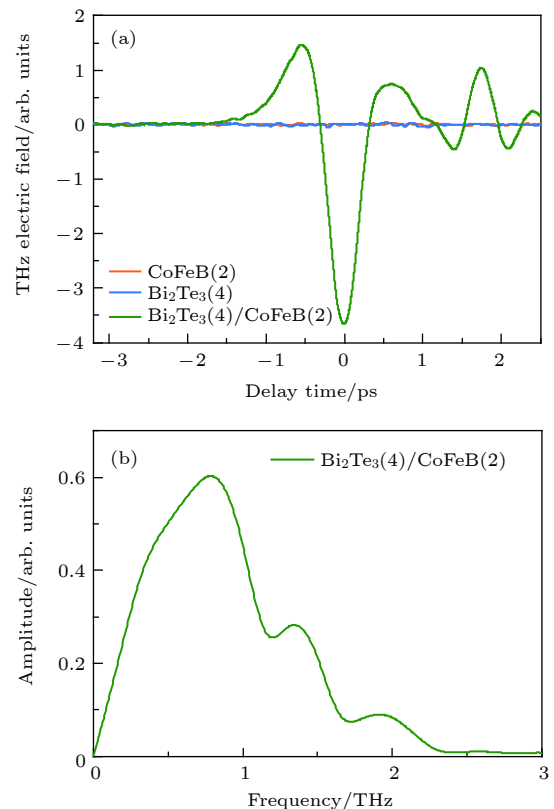 (a)
2
1
0
−1
−2
−3
−4
THz electric field/arb. units
CoFeB(2)
Bi₂Te₃(4)
Bi₂Te₃(4)/CoFeB(2)
−3 −2 −1 0 1 2
Delay time/ps
(b)
Bi₂Te₃(4)/CoFeB(2)
0.6
0.4
0.2
0
Amplitude/arb. units
0 1 2 3
Frequency/THz